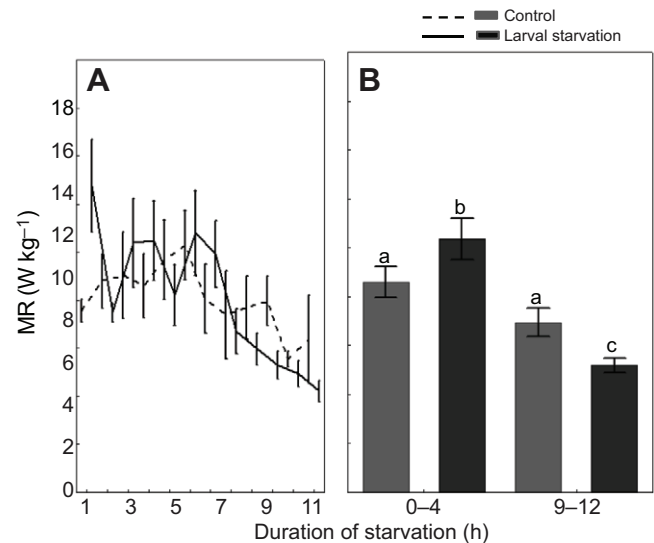 Control
Larval starvation
A
B
MR (W kg–1)
18
16
14
12
10
8
6
4
2
0
a
b
a
c
1 3 5 7 9 11
0–4 9–12
Duration of starvation (h)